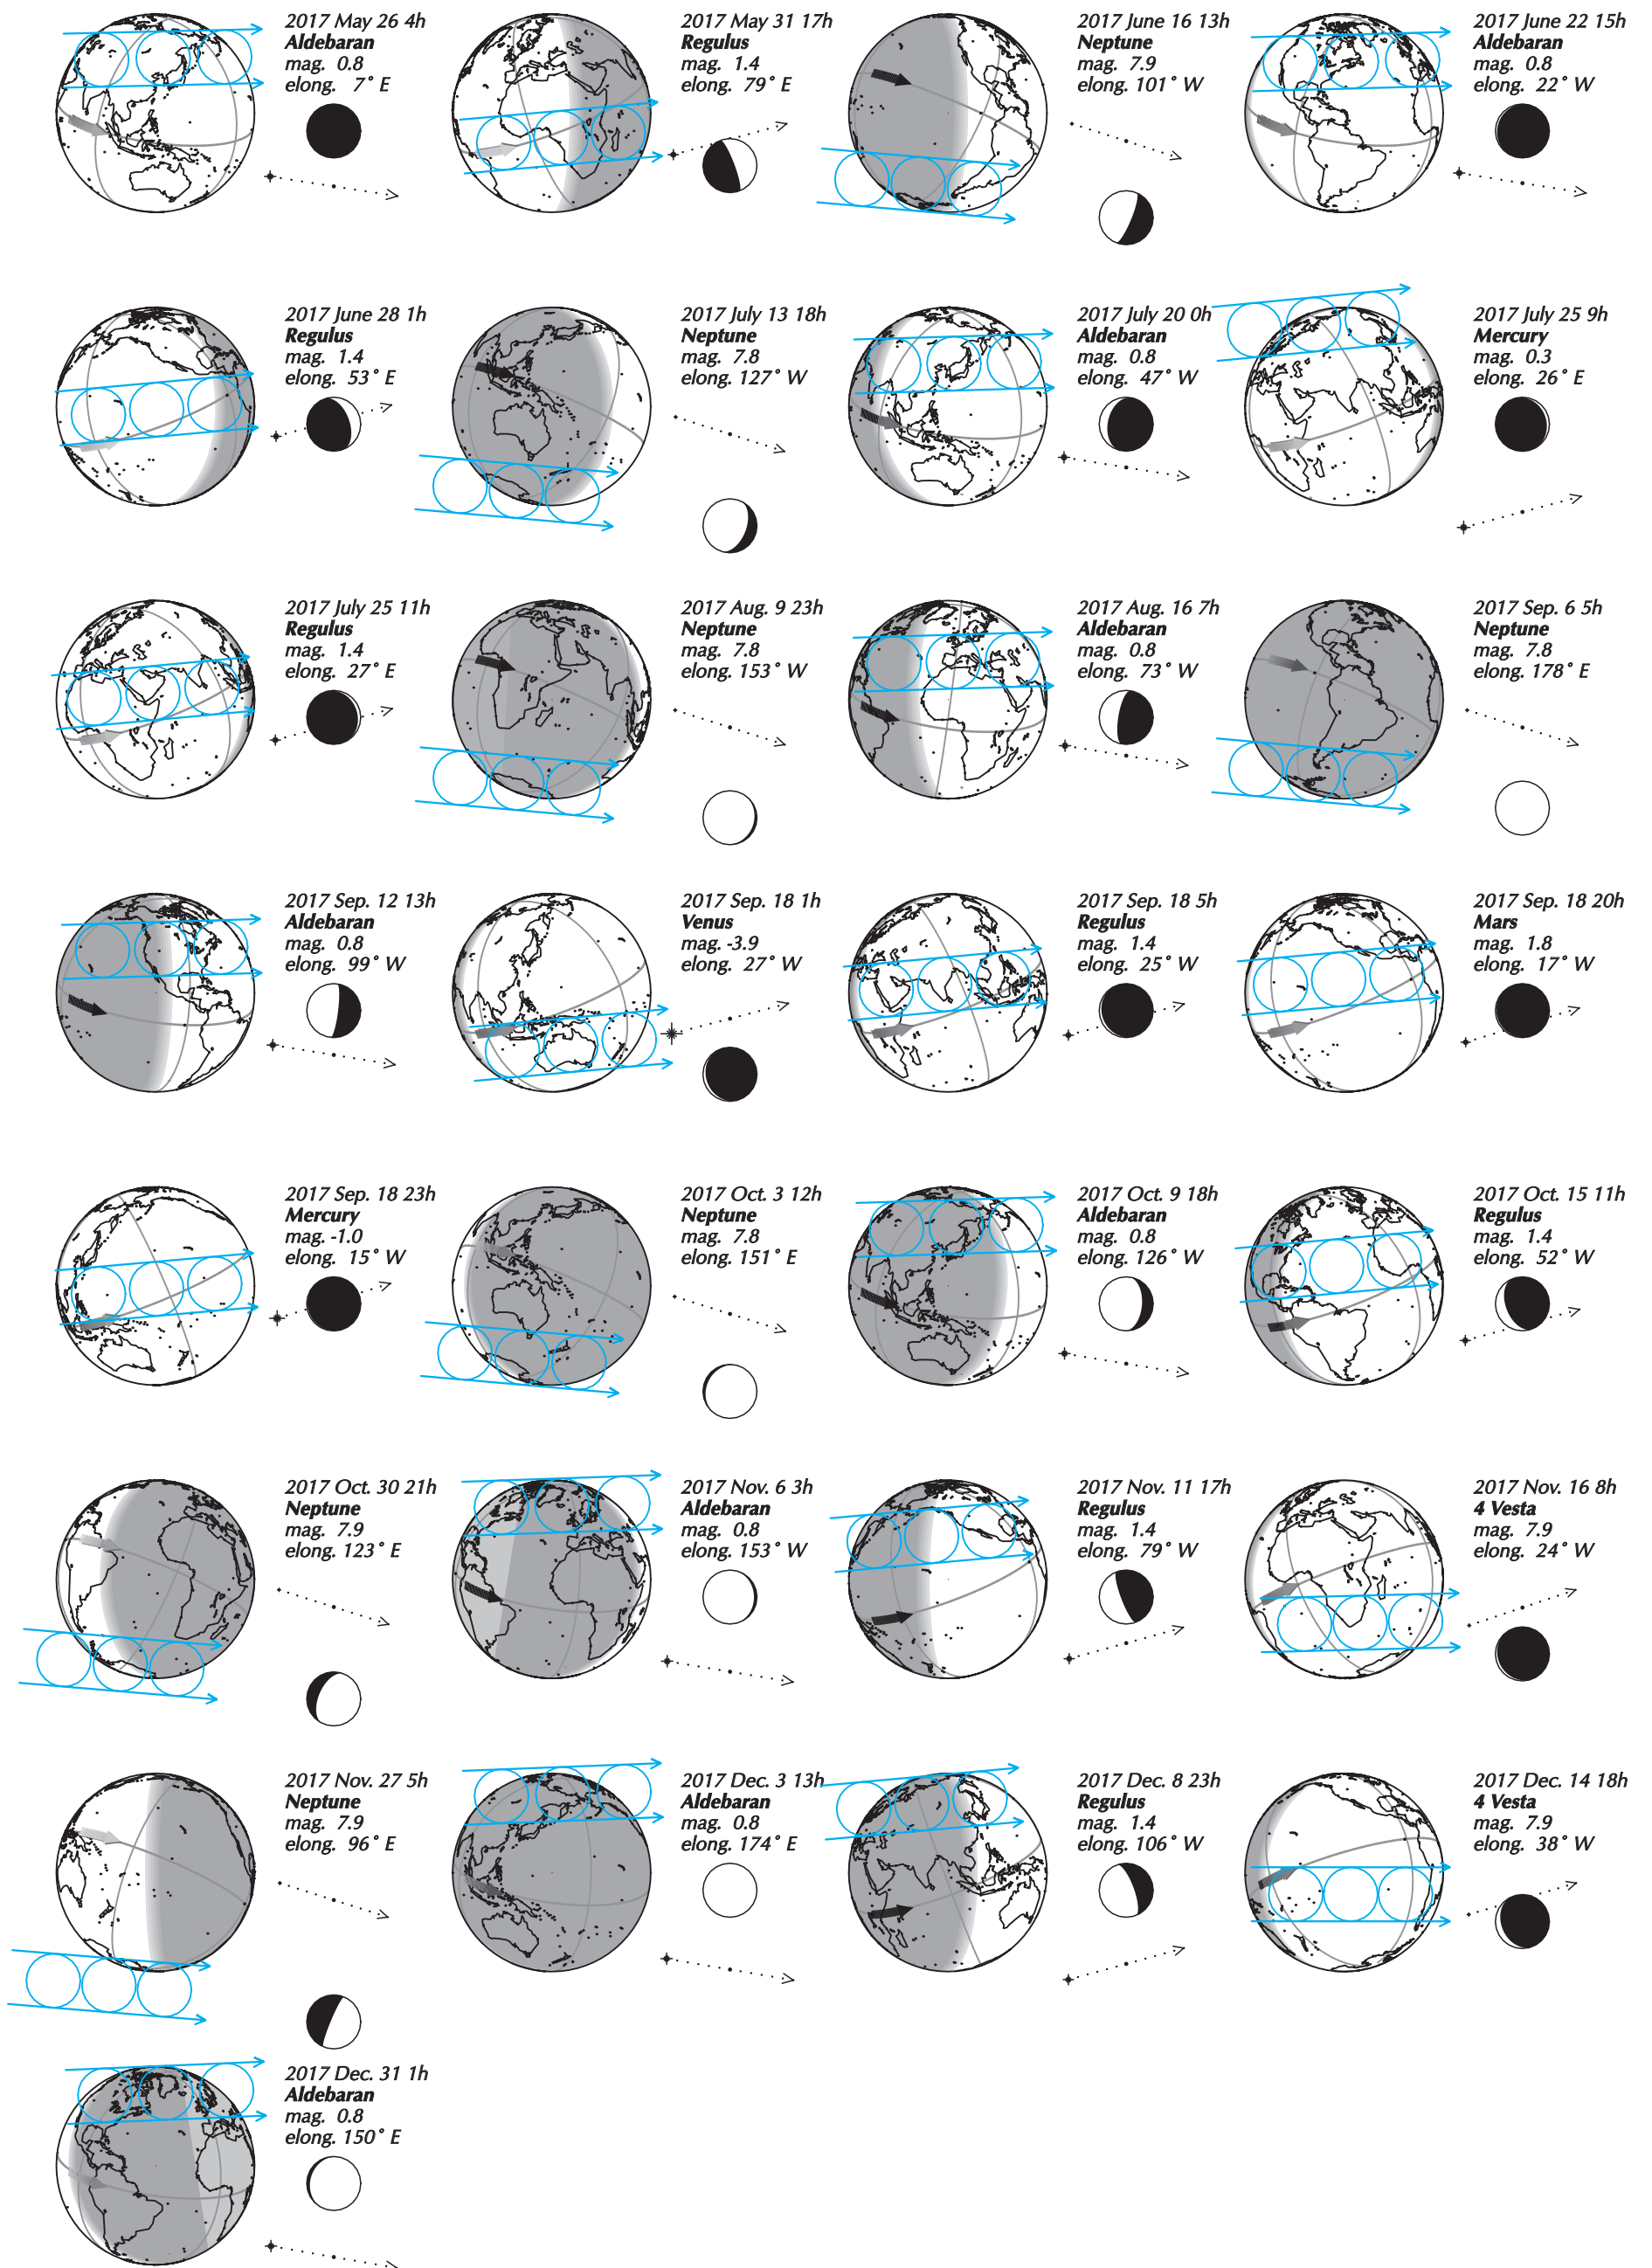 2017 May 26 4h
Aldebaran
mag. 0.8
elong. 7° E
2017 May 31 17h
Regulus
mag. 1.4
elong. 79° E
2017 June 16 13h
Neptune
mag. 7.9
elong. 101° W
2017 June 22 15h
Aldebaran
mag. 0.8
elong. 22° W
2017 June 28 1h
Regulus
mag. 1.4
elong. 53° E
2017 July 13 18h
Neptune
mag. 7.8
elong. 127° W
2017 July 20 0h
Aldebaran
mag. 0.8
elong. 47° W
2017 July 25 9h
Mercury
mag. 0.3
elong. 26° E
2017 July 25 11h
Regulus
mag. 1.4
elong. 27° E
2017 Aug. 9 23h
Neptune
mag. 7.8
elong. 153° W
2017 Aug. 16 7h
Aldebaran
mag. 0.8
elong. 73° W
2017 Sep. 6 5h
Neptune
mag. 7.8
elong. 178° E
2017 Sep. 12 13h
Aldebaran
mag. 0.8
elong. 99° W
2017 Sep. 18 1h
Venus
mag. -3.9
elong. 27° W
2017 Sep. 18 5h
Regulus
mag. 1.4
elong. 25° W
2017 Sep. 18 20h
Mars
mag. 1.8
elong. 17° W
2017 Sep. 18 23h
Mercury
mag. -1.0
elong. 15° W
2017 Oct. 3 12h
Neptune
mag. 7.8
elong. 151° E
2017 Oct. 9 18h
Aldebaran
mag. 0.8
elong. 126° W
2017 Oct. 15 11h
Regulus
mag. 1.4
elong. 52° W
2017 Oct. 30 21h
Neptune
mag. 7.9
elong. 123° E
2017 Nov. 6 3h
Aldebaran
mag. 0.8
elong. 153° W
2017 Nov. 11 17h
Regulus
mag. 1.4
elong. 79° W
2017 Nov. 16 8h
4 Vesta
mag. 7.9
elong. 24° W
2017 Nov. 27 5h
Neptune
mag. 7.9
elong. 96° E
2017 Dec. 3 13h
Aldebaran
mag. 0.8
elong. 174° E
2017 Dec. 8 23h
Regulus
mag. 1.4
elong. 106° W
2017 Dec. 14 18h
4 Vesta
mag. 7.9
elong. 38° W
2017 Dec. 31 1h
Aldebaran
mag. 0.8
elong. 150° E